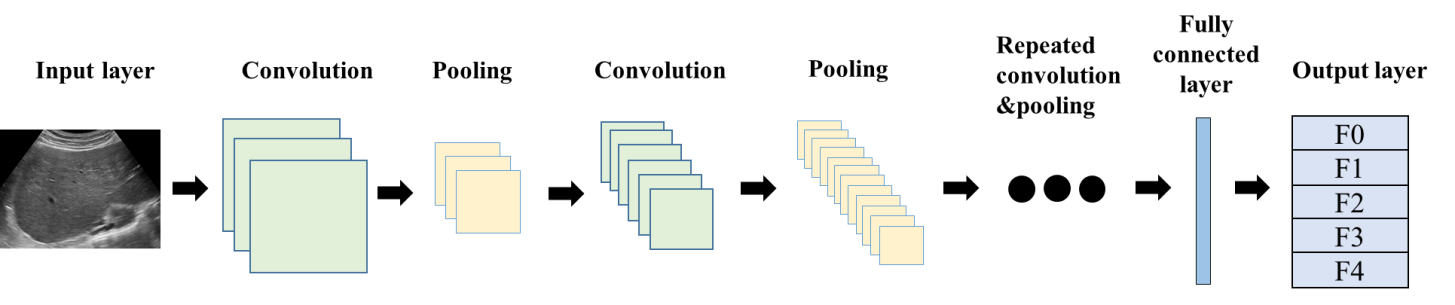 Input layer
Convolution
Pooling
Convolution
Pooling
Repeated
convolution
&pooling
Fully
connected
layer
Output layer
F0
F1
F2
F3
F4